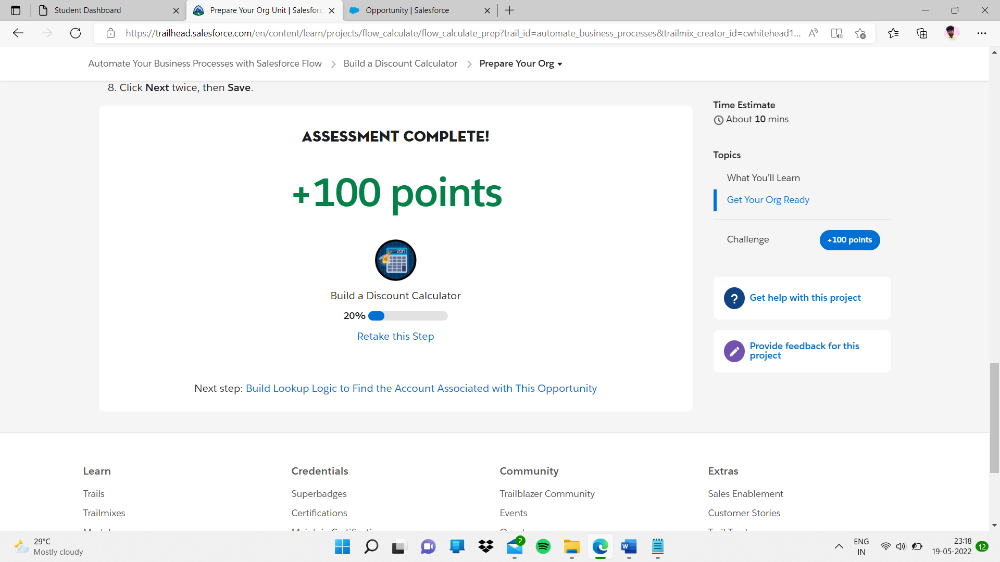 Student Dashboard
Prepare Your Org Unit | Salesforc
Opportunity | Salesforce
https://trailhead.salesforce.com/en/content/learn/projects/flow_calculate/flow_calculate_prep?trail_id=automate_business_processes&trailmix_creator_id=cwhitehead1...
Automate Your Business Processes with Salesforce Flow
Build a Discount Calculator
Prepare Your Org
8. Click Next twice, then Save.
ASSESSMENT COMPLETE!
+100 points
2017
Build a Discount Calculator
20%
Retake this Step
Next step: Build Lookup Logic to Find the Account Associated with This Opportunity
Time Estimate
About 10 mins
Topics
What You'll Learn
Get Your Org Ready
Challenge
+100 points
? Get help with this project
Provide feedback for this
project
Learn
Trails
Trailmixes
Credentials
Superbadges
Certifications
Community
Trailblazer Community
Events
Extras
Sales Enablement
Customer Stories
29°C
Mostly cloudy
2
W
ENG
IN
23:18
19-05-2022
12